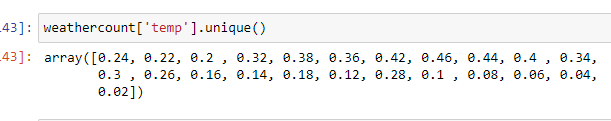 43]: weathercount['temp'].unique()
43]: array([0.24, 0.22, 0.2 , 0.32, 0.38, 0.36, 0.42, 0.46, 0.44, 0.4 , 0.34,
0.3 , 0.26, 0.16, 0.14, 0.18, 0.12, 0.28, 0.1 , 0.08, 0.06, 0.04,
0.02])